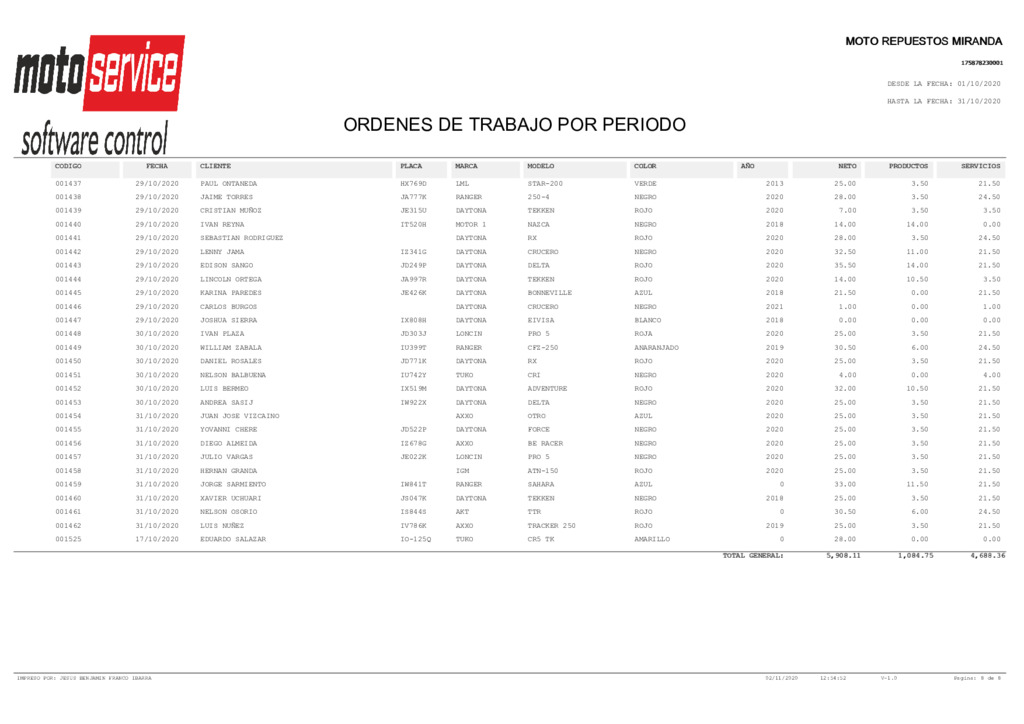 motoservice
software control
MOTO REPUESTOS MIRANDA
175878230001
DESDE LA FECHA: 01/10/2020
HASTA LA FECHA: 31/10/2020
ORDENES DE TRABAJO POR PERIODO
CODIGO FECHA CLIENTE PLACA MARCA MODELO COLOR AÑO NETO PRODUCTOS SERVICIOS
001437 29/10/2020 PAUL ONTANEDA HX769D LML STAR-200 VERDE 2013 25.00 3.50 21.50
001438 29/10/2020 JAIME TORRES JA777K RANGER 250-4 NEGRO 2020 28.00 3.50 24.50
001439 29/10/2020 CRISTIAN MUÑOZ JE315U DAYTONA TEKKEN ROJO 2020 7.00 3.50 3.50
001440 29/10/2020 IVAN REYNA IT520H MOTOR 1 NAZCA NEGRO 2018 14.00 14.00 0.00
001441 29/10/2020 SEBASTIAN RODRIGUEZ DAYTONA RX ROJO 2020 28.00 3.50 24.50
001442 29/10/2020 LENNY JAMA IZ341G DAYTONA CRUCERO NEGRO 2020 32.50 11.00 21.50
001443 29/10/2020 EDISON SANGO JD249P DAYTONA DELTA ROJO 2020 35.50 14.00 21.50
001444 29/10/2020 LINCOLN ORTEGA JA997R DAYTONA TEKKEN ROJO 2020 14.00 10.50 3.50
001445 29/10/2020 KARINA PAREDES JE426K DAYTONA BONNEVILLE AZUL 2018 21.50 0.00 21.50
001446 29/10/2020 CARLOS BURGOS DAYTONA CRUCERO NEGRO 2021 1.00 0.00 1.00
001447 29/10/2020 JOSHUA SIERRA IX808H DAYTONA EIVISA BLANCO 2018 0.00 0.00 0.00
001448 30/10/2020 IVAN PLAZA JD303J LONCIN PRO 5 ROJA 2020 25.00 3.50 21.50
001449 30/10/2020 WILLIAM ZABALA IU399T RANGER CFZ-250 ANARANJADO 2019 30.50 6.00 24.50
001450 30/10/2020 DANIEL ROSALES JD771K DAYTONA RX ROJO 2020 25.00 3.50 21.50
001451 30/10/2020 NELSON BALBUENA IU742Y TUKO CRI NEGRO 2020 4.00 0.00 4.00
001452 30/10/2020 LUIS BERMEO IX519M DAYTONA ADVENTURE ROJO 2020 32.00 10.50 21.50
001453 30/10/2020 ANDREA SASIJ IW922X DAYTONA DELTA NEGRO 2020 25.00 3.50 21.50
001454 31/10/2020 JUAN JOSE VIZCAINO AXXO OTRO AZUL 2020 25.00 3.50 21.50
001455 31/10/2020 YOVANNI CHERE JD522P DAYTONA FORCE NEGRO 2020 25.00 3.50 21.50
001456 31/10/2020 DIEGO ALMEIDA IZ678G AXXO BE RACER NEGRO 2020 25.00 3.50 21.50
001457 31/10/2020 JULIO VARGAS JE022K LONCIN PRO 5 NEGRO 2020 25.00 3.50 21.50
001458 31/10/2020 HERNAN GRANDA IGM ATN-150 ROJO 2020 25.00 3.50 21.50
001459 31/10/2020 JORGE SARMIENTO IW841T RANGER SAHARA AZUL 0 33.00 11.50 21.50
001460 31/10/2020 XAVIER UCHUARI JS047K DAYTONA TEKKEN NEGRO 2018 25.00 3.50 21.50
001461 31/10/2020 NELSON OSORIO IS844S AKT TTR ROJO 0 30.50 6.00 24.50
001462 31/10/2020 LUIS NUÑEZ IV786K AXXO TRACKER 250 ROJO 2019 25.00 3.50 21.50
001525 17/10/2020 EDUARDO SALAZAR IO-125Q TUKO CR5 TK AMARILLO 0 28.00 0.00 0.00
TOTAL GENERAL: 5,908.11 1,084.75 4,688.36
IMPRESO POR: JESUS BENJAMIN FRANCO IBARRA 02/11/2020 12:54:52 V-1.0 Pagina: 8 de 8